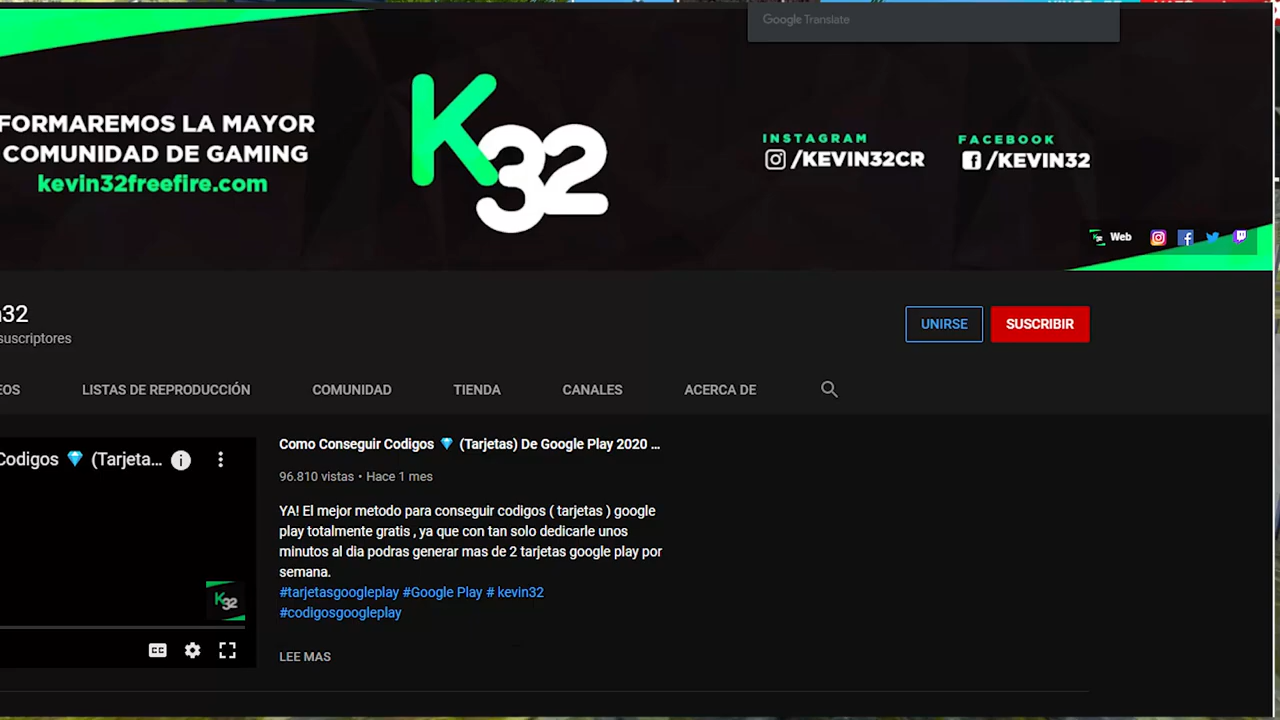 Google Translate
FORMAREMOS LA MAYOR
COMUNIDAD DE GAMING
kevin32freefire.com
K32
INSTAGRAM
/KEVIN32CR
FACEBOOK
/KEVIN32
Web
n32
suscriptores
UNIRSE
SUSCRIBIR
EOS
LISTAS DE REPRODUCCIÓN
COMUNIDAD
TIENDA
CANALES
ACERCA DE
Codigos 💎 (Tarjeta...
Como Conseguir Codigos 💎 (Tarjetas) De Google Play 2020 ...
96.810 vistas • Hace 1 mes
YA! El mejor metodo para conseguir codigos ( tarjetas ) google
play totalmente gratis , ya que con tan solo dedicarle unos
minutos al dia podras generar mas de 2 tarjetas google play por
semana.
#tarjetasgoogleplay #Google Play # kevin32
#codigosgoogleplay
K32
CC
LEE MAS